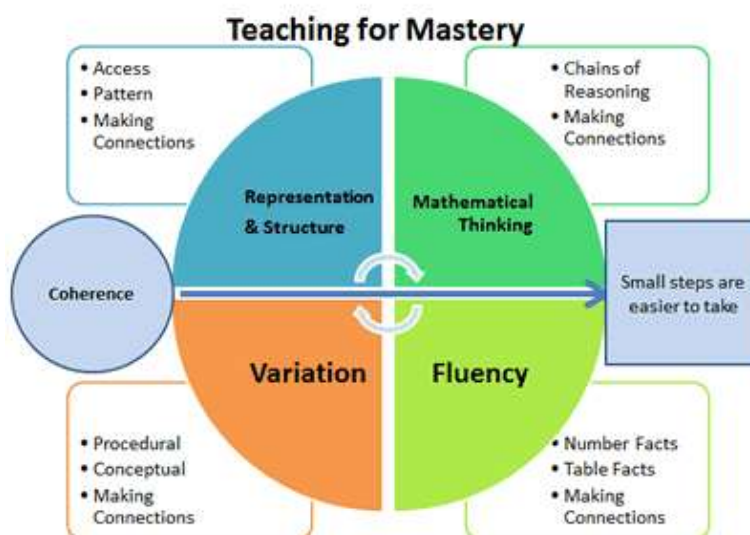 Teaching for Mastery
• Access
• Pattern
• Making
Connections
• Chains of
Reasoning
• Making
Connections
Representation
& Structure
Mathematical
Thinking
Coherence
Small steps are
easier to take
Variation
Fluency
• Procedural
• Conceptual
• Making
Connections
• Number Facts
• Table Facts
• Making
Connections